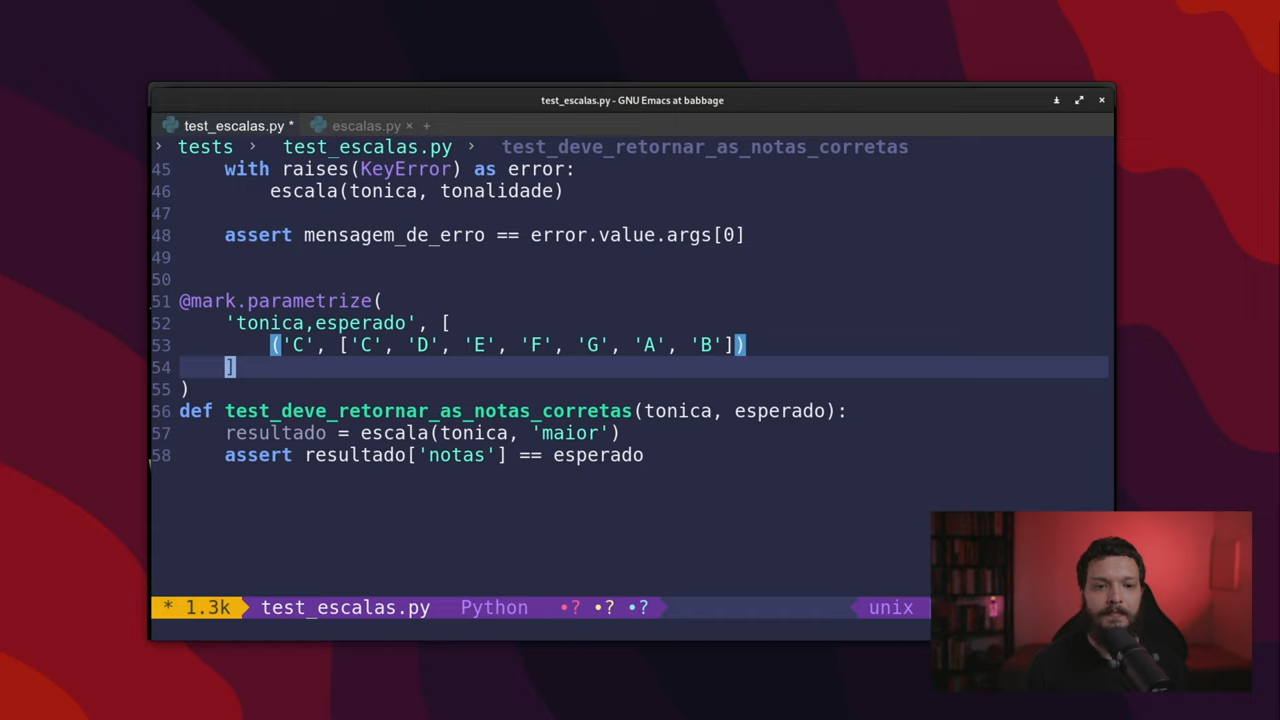 test_escalas.py - GNU Emacs at babbage
test_escalas.py * escalas.py × +
› tests › test_escalas.py › test_deve_retornar_as_notas_corretas
45 with raises(KeyError) as error:
46 escala(tonica, tonalidade)
47
48 assert mensagem_de_erro == error.value.args[0]
49
50
51 @mark.parametrize(
52 'tonica,esperado', [
53 ('C', ['C', 'D', 'E', 'F', 'G', 'A', 'B'])
54 ]
55 )
56 def test_deve_retornar_as_notas_corretas(tonica, esperado):
57 resultado = escala(tonica, 'maior')
58 assert resultado['notas'] == esperado
* 1.3k test_escalas.py Python •? •? •? unix